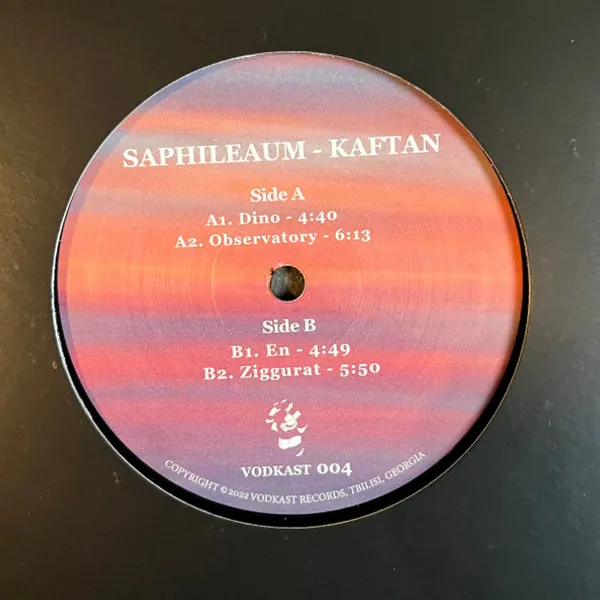 SAPHILEAUM - KAFTAN
Side A
A1. Dino - 4:40
A2. Observatory - 6:13
Side B
B1. En - 4:49
B2. Ziggurat - 5:50
VODKAST 004
COPYRIGHT © 2022 VODKAST RECORDS, TBILISI, GEORGIA